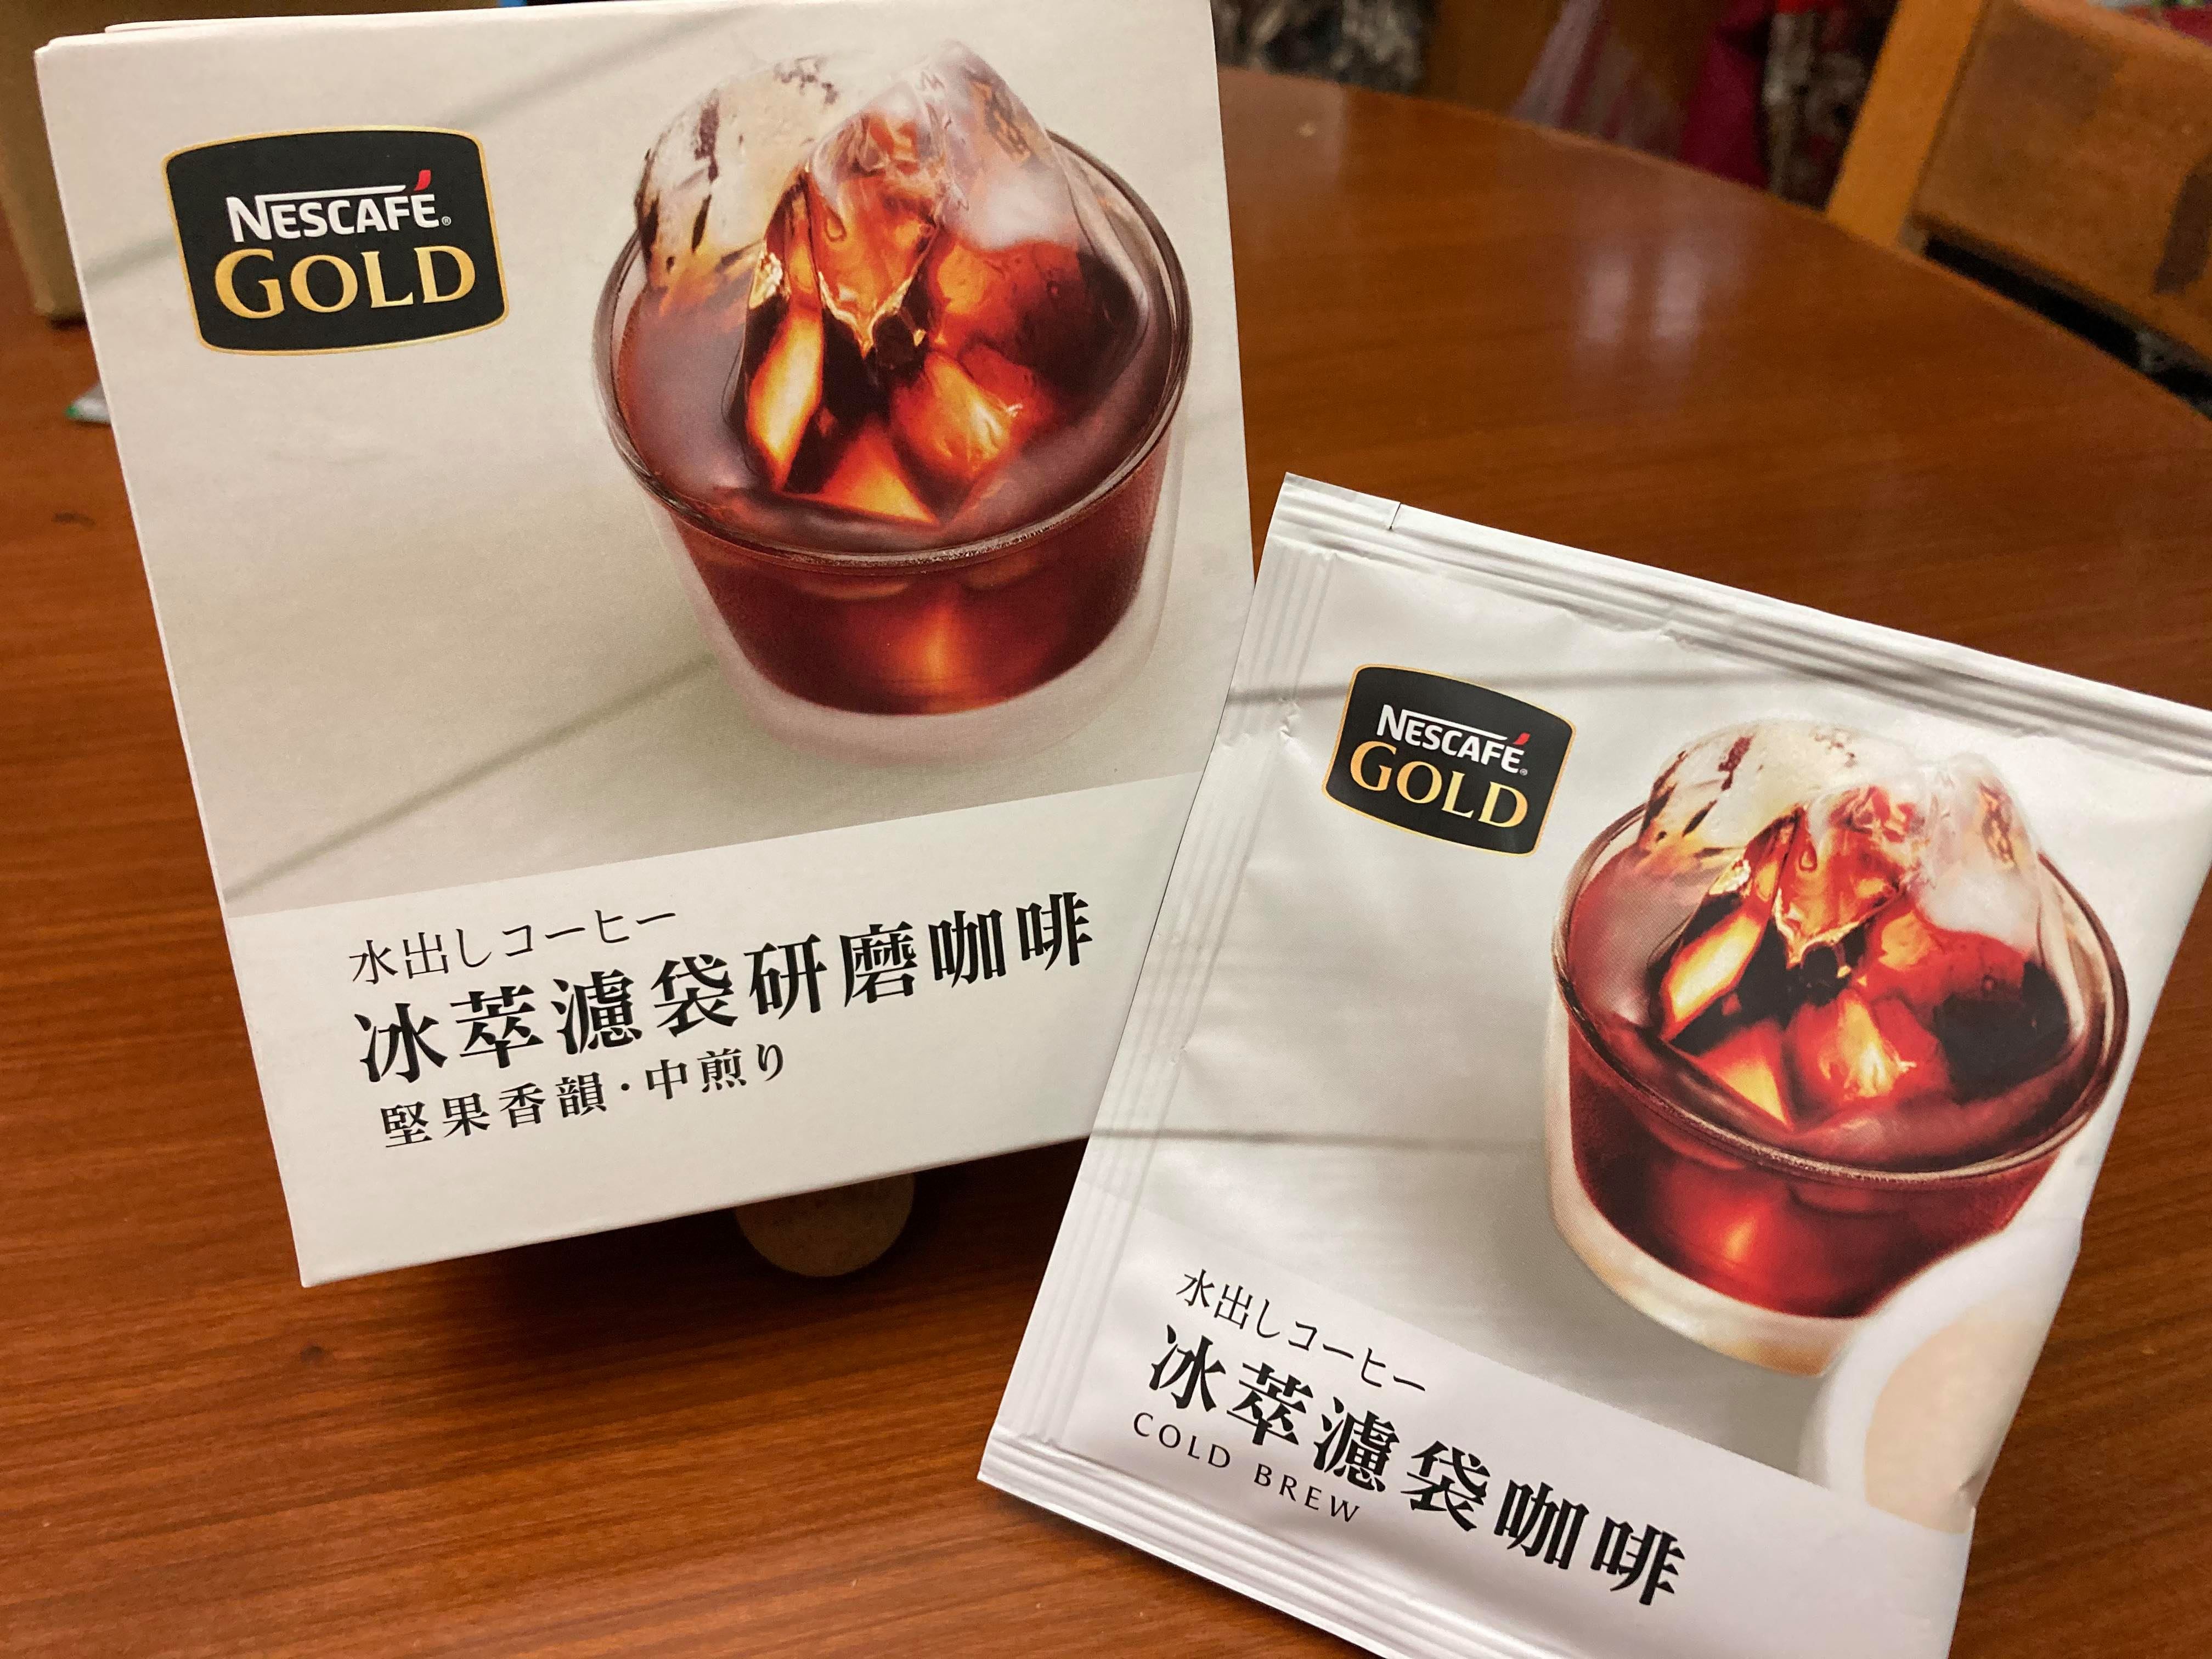 NESCAFÉ®
GOLD
水出しコーヒー
冰萃濾袋研磨咖啡
堅果香韻·中煎り
NESCAFÉ®
GOLD
水出しコーヒー
冰萃濾袋咖啡
COLD BREW